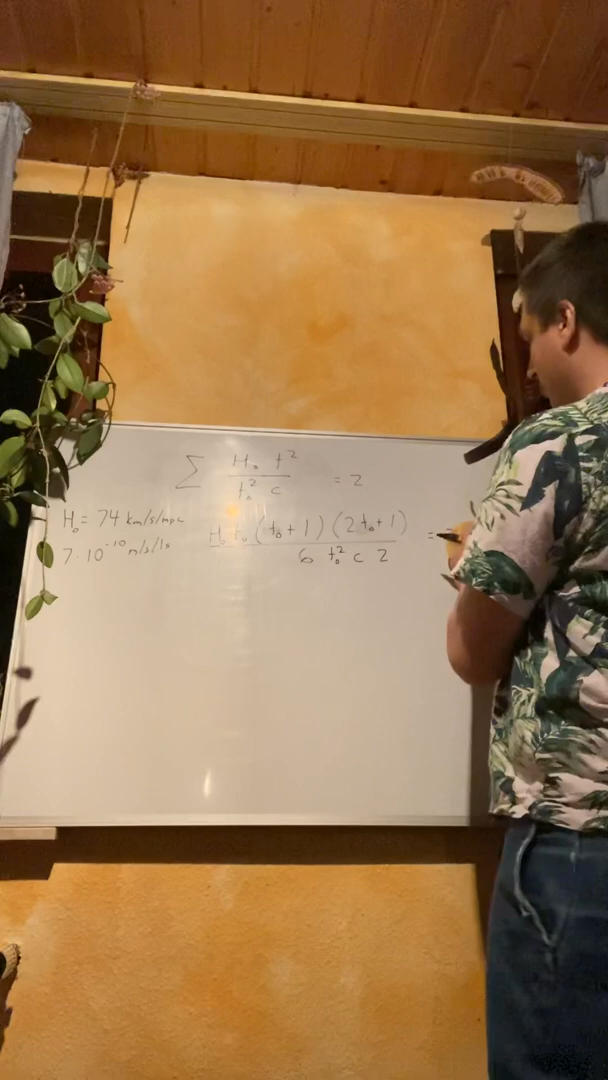 ∑ H₀ t² / t₀² c = 2
H₀ = 74 km/s/mpc
7·10⁻¹⁰ m/s/ls
H₀ t₀ (t₀+1) (2t₀+1) / 6 t₀² c 2 =